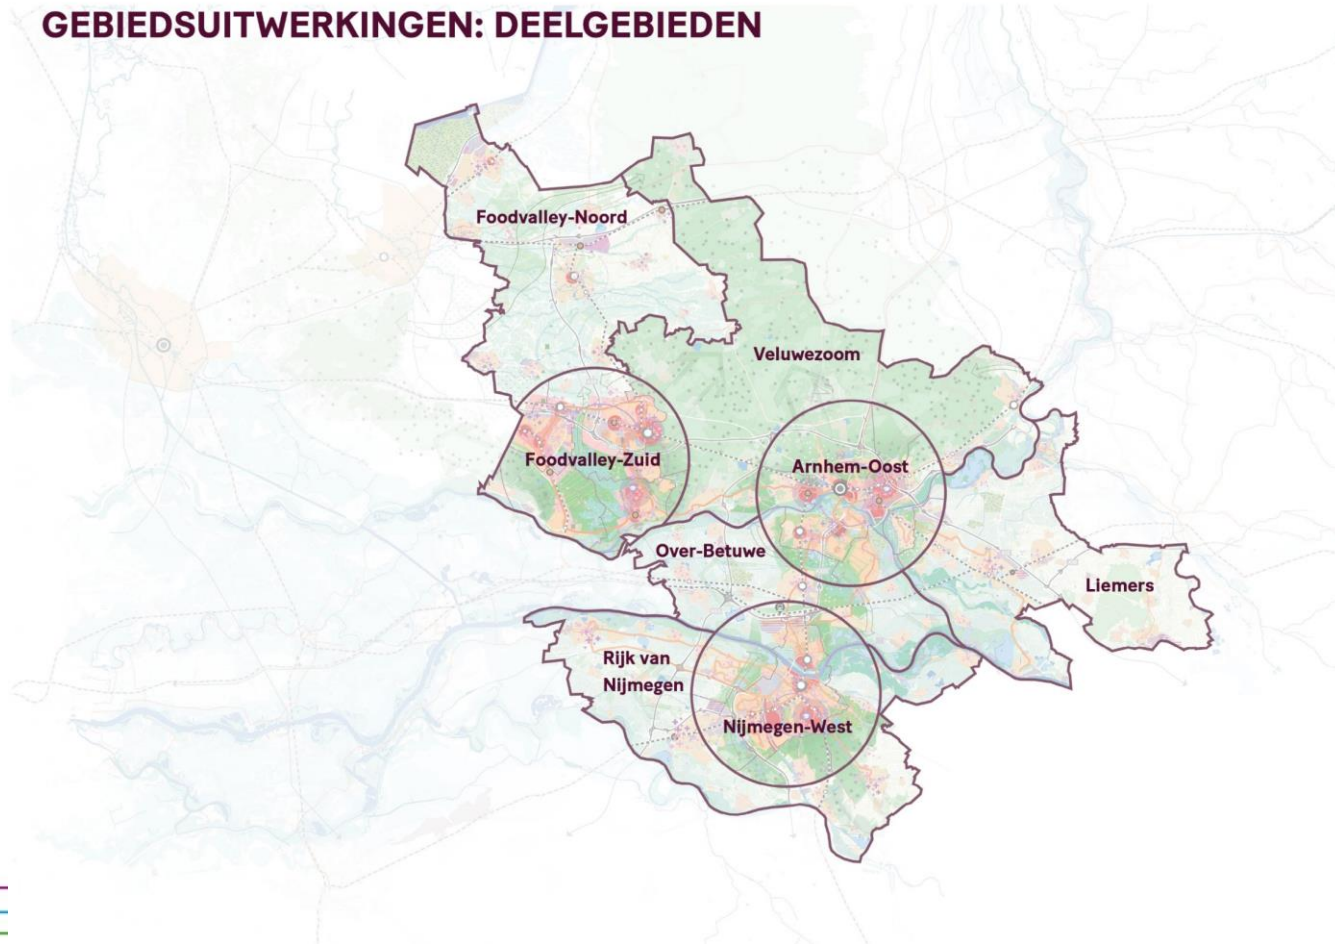 GEBIEDSUITWERKINGEN: DEELGEBIEDEN
Foodvalley-Noord
Veluwezoom
Foodvalley-Zuid
Arnhem-Oost
Over-Betuwe
Liemers
Rijk van
Nijmegen
Nijmegen-West